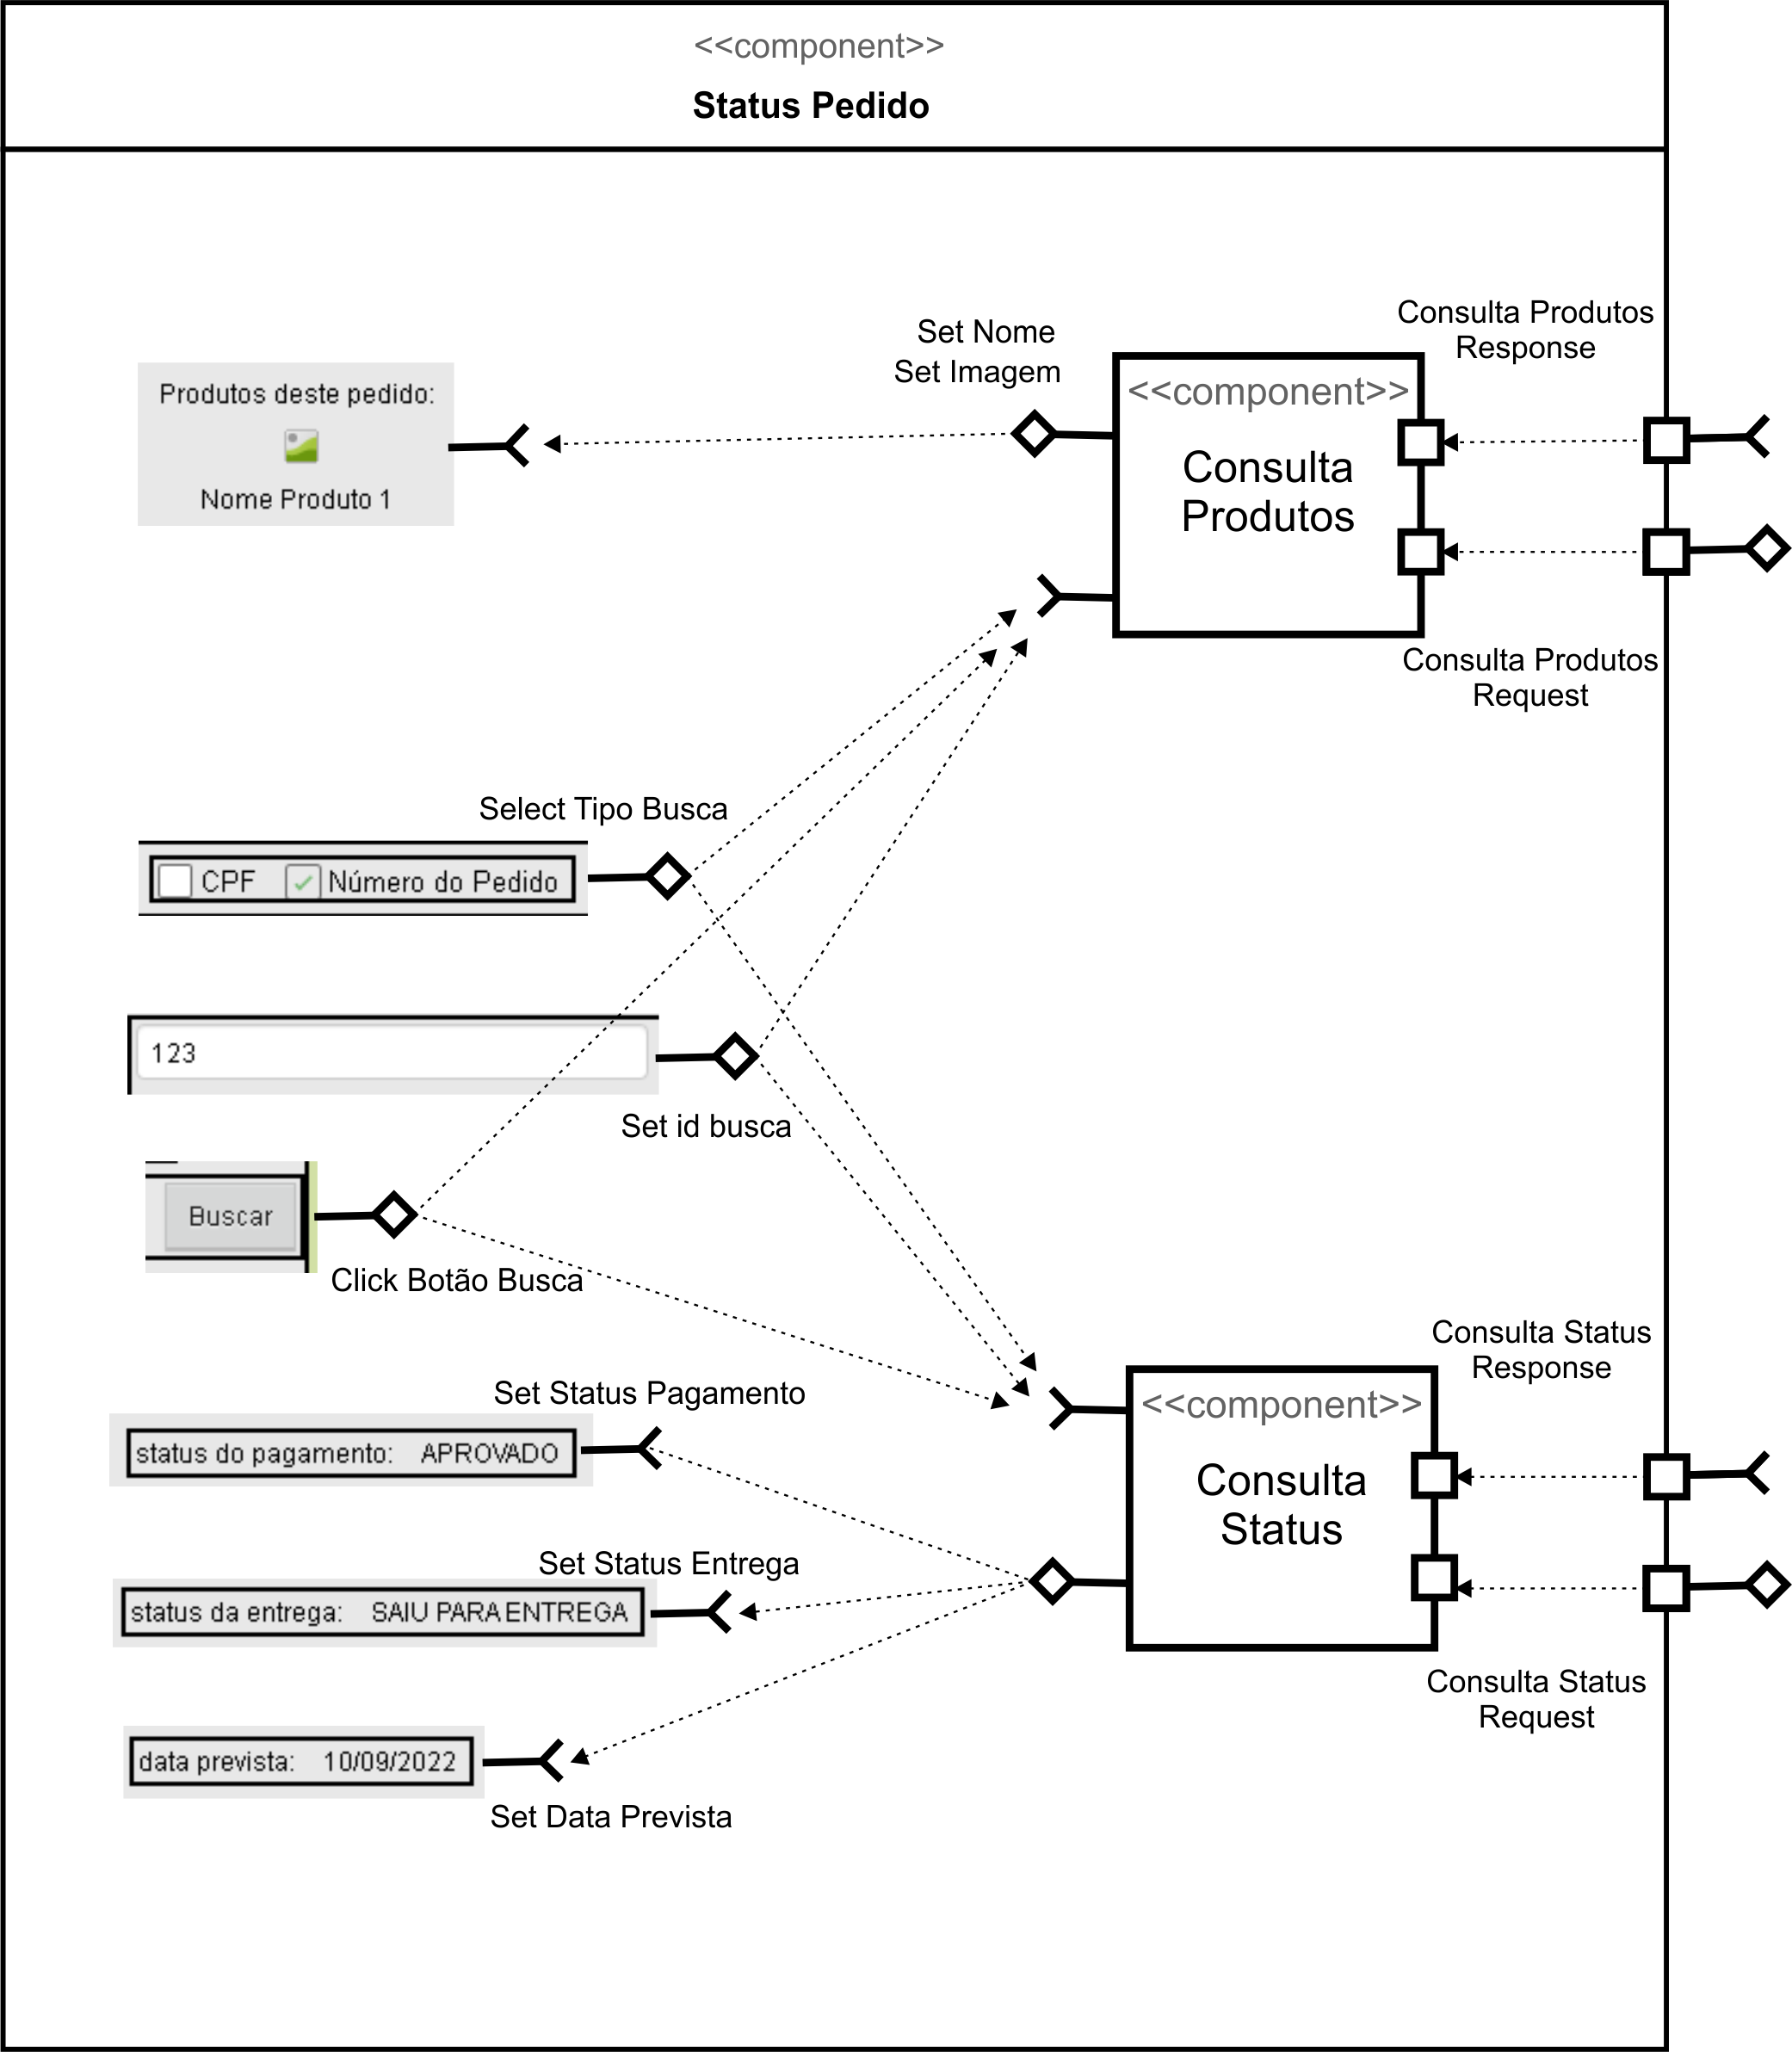 <<component>>
Status Pedido
Consulta Produtos
Response
Set Nome
Set Imagem
Produtos deste pedido:
Nome Produto 1
<<component>>
Consulta
Produtos
Consulta Produtos
Request
Select Tipo Busca
CPF Número do Pedido
123
Set id busca
Buscar
Click Botão Busca
Consulta Status
Response
Set Status Pagamento
status do pagamento: APROVADO
<<component>>
Consulta
Status
Set Status Entrega
status da entrega: SAIU PARA ENTREGA
Consulta Status
Request
data prevista: 10/09/2022
Set Data Prevista